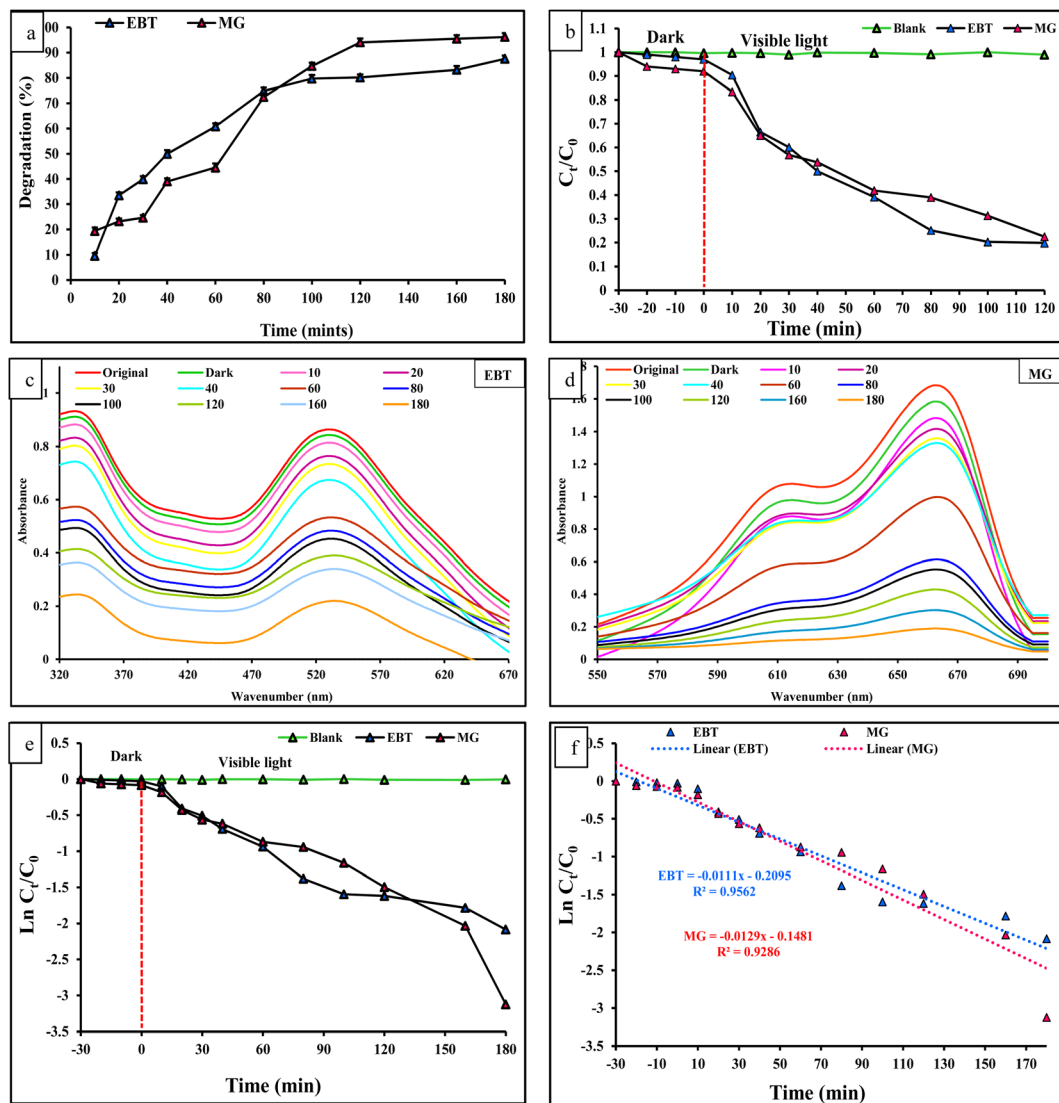 a
EBT MG
100
90
80
70
60
50
40
30
20
10
0
Degradation (%)
0 20 40 60 80 100 120 140 160 180
Time (mints)
b
Blank EBT MG
Dark Visible light
1.1
1
0.9
0.8
0.7
0.6
0.5
0.4
0.3
0.2
0.1
0
Ct/C0
-30 -20 -10 0 10 20 30 40 60 80 100 120
Time (min)
c
EBT
Original Dark 10 20
30 40 60 80
100 120 160 180
1
0.8
0.6
0.4
0.2
0
Absorbance
320 370 420 470 520 570 620 670
Wavenumber (nm)
d
MG
Original Dark 10 20
30 40 60 80
100 120 160 180
1.8
1.6
1.4
1.2
1.0
0.8
0.6
0.4
0.2
0
Absorbance
550 570 590 610 630 650 670 690
Wavenumber (nm)
e
Blank EBT MG
Dark
Visible light
0.5
0
-0.5
-1
-1.5
-2
-2.5
-3
-3.5
Ln Ct/C0
-30 0 30 60 90 120 150 180
Time (min)
f
EBT MG
Linear (EBT) Linear (MG)
0.5
0
-0.5
-1
-1.5
-2
-2.5
-3
-3.5
Ln Ct/C0
EBT = -0.0111x - 0.2095
R² = 0.9562
MG = -0.0129x - 0.1481
R² = 0.9286
-30 -10 10 30 50 70 90 110 130 150 170
Time (min)